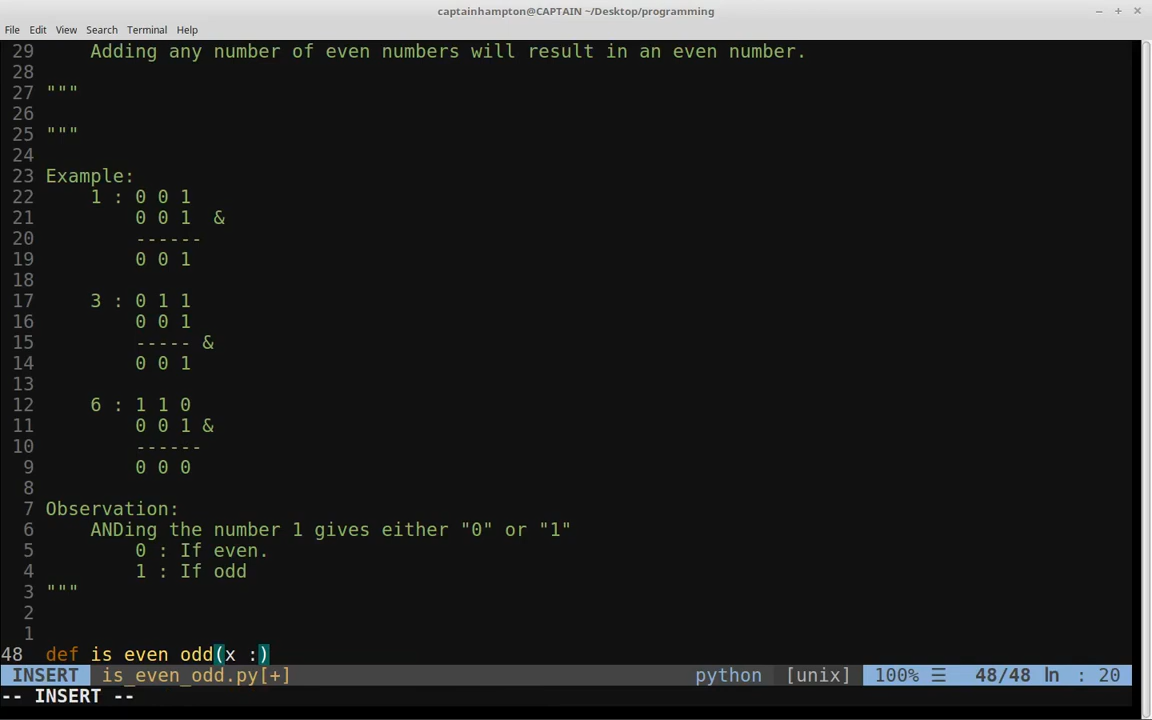 captainhampton@CAPTAIN ~/Desktop/programming
File Edit View Search Terminal Help
29 Adding any number of even numbers will result in an even number.
28
27 """
26
25 """
24
23 Example:
22 1 : 0 0 1
21 0 0 1 &
20 ------
19 0 0 1
18
17 3 : 0 1 1
16 0 0 1
15 ----- &
14 0 0 1
13
12 6 : 1 1 0
11 0 0 1 &
10 ------
9 0 0 0
8
7 Observation:
6 ANDing the number 1 gives either "0" or "1"
5 0 : If even.
4 1 : If odd
3 """
2
1
48 def is even odd(x :)
INSERT is_even_odd.py[+] python [unix] 100% ☰ 48/48 ㏑ : 20
-- INSERT --